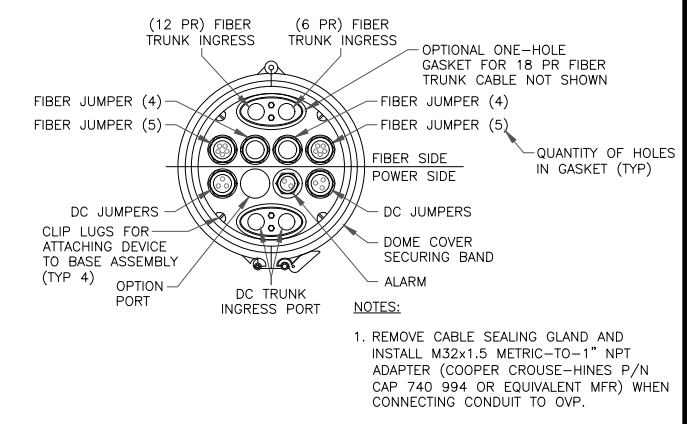 (12 PR) FIBER
TRUNK INGRESS
(6 PR) FIBER
TRUNK INGRESS
OPTIONAL ONE-HOLE
GASKET FOR 18 PR FIBER
TRUNK CABLE NOT SHOWN
FIBER JUMPER (4)
FIBER JUMPER (4)
FIBER JUMPER (5)
FIBER JUMPER (5)
QUANTITY OF HOLES
IN GASKET (TYP)
FIBER SIDE
POWER SIDE
DC JUMPERS
DC JUMPERS
CLIP LUGS FOR
ATTACHING DEVICE
TO BASE ASSEMBLY
(TYP 4)
DOME COVER
SECURING BAND
OPTION
PORT
DC TRUNK
INGRESS PORT
ALARM
NOTES:
1. REMOVE CABLE SEALING GLAND AND
INSTALL M32x1.5 METRIC-TO-1" NPT
ADAPTER (COOPER CROUSE-HINES P/N
CAP 740 994 OR EQUIVALENT MFR) WHEN
CONNECTING CONDUIT TO OVP.